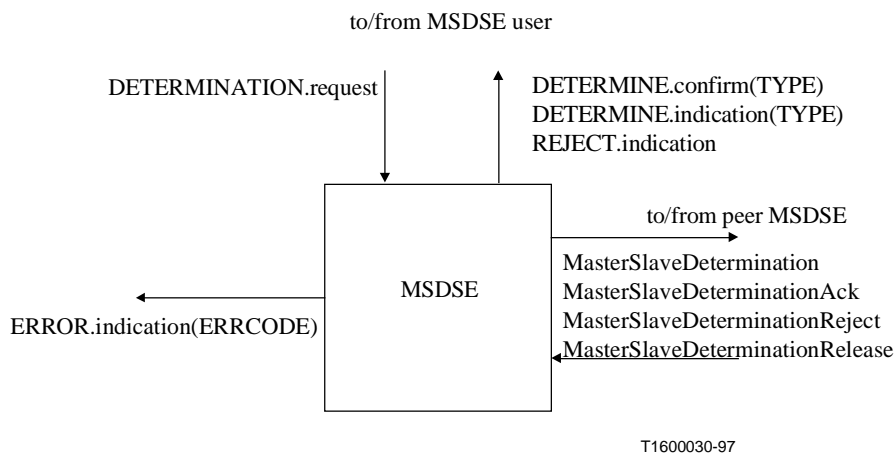 to/from MSDSE user
DETERMINATION.request
DETERMINE.confirm(TYPE)
DETERMINE.indication(TYPE)
REJECT.indication
to/from peer MSDSE
MSDSE
MasterSlaveDetermination
MasterSlaveDeterminationAck
MasterSlaveDeterminationReject
MasterSlaveDeterminationRelease
ERROR.indication(ERRCODE)
T1600030-97